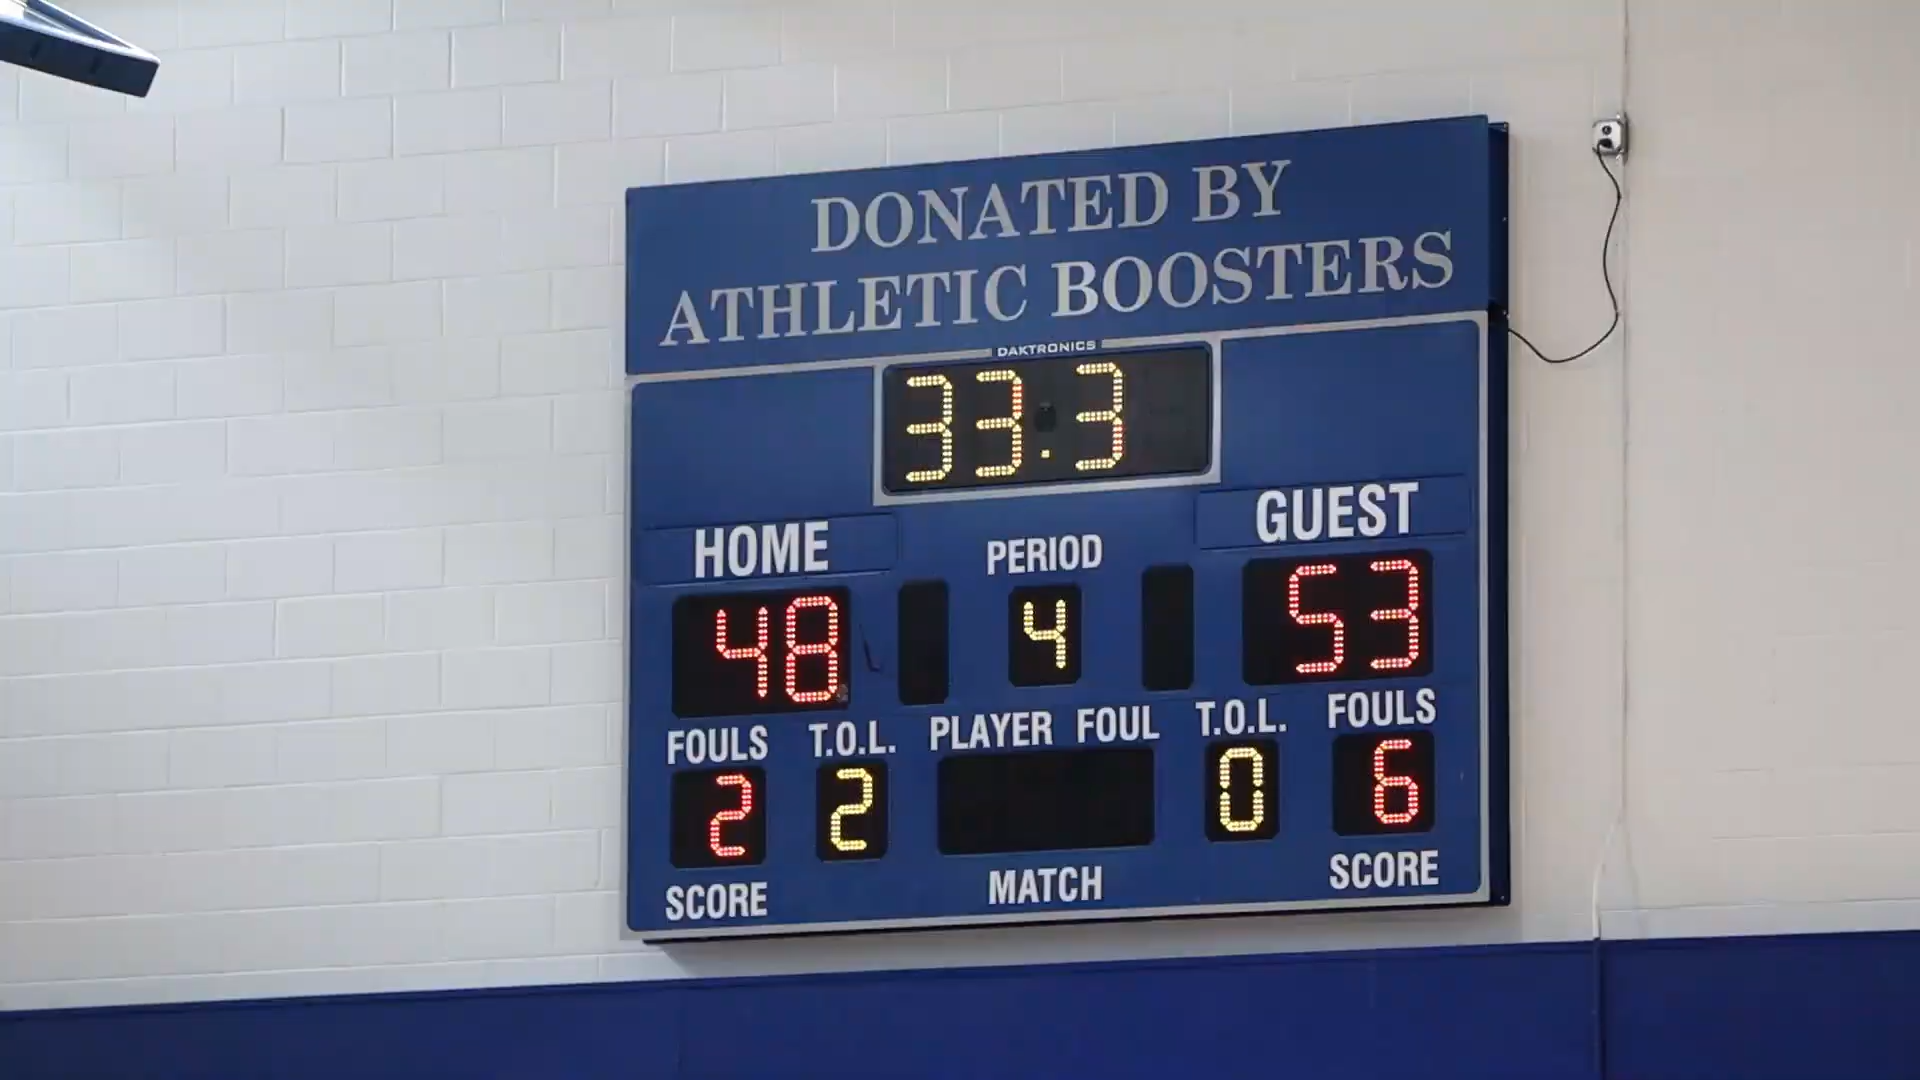 DONATED BY
ATHLETIC BOOSTERS
DAKTRONICS
33.3
HOME PERIOD GUEST
48 4 53
FOULS T.O.L. PLAYER FOUL T.O.L. FOULS
2 2 0 6
SCORE MATCH SCORE